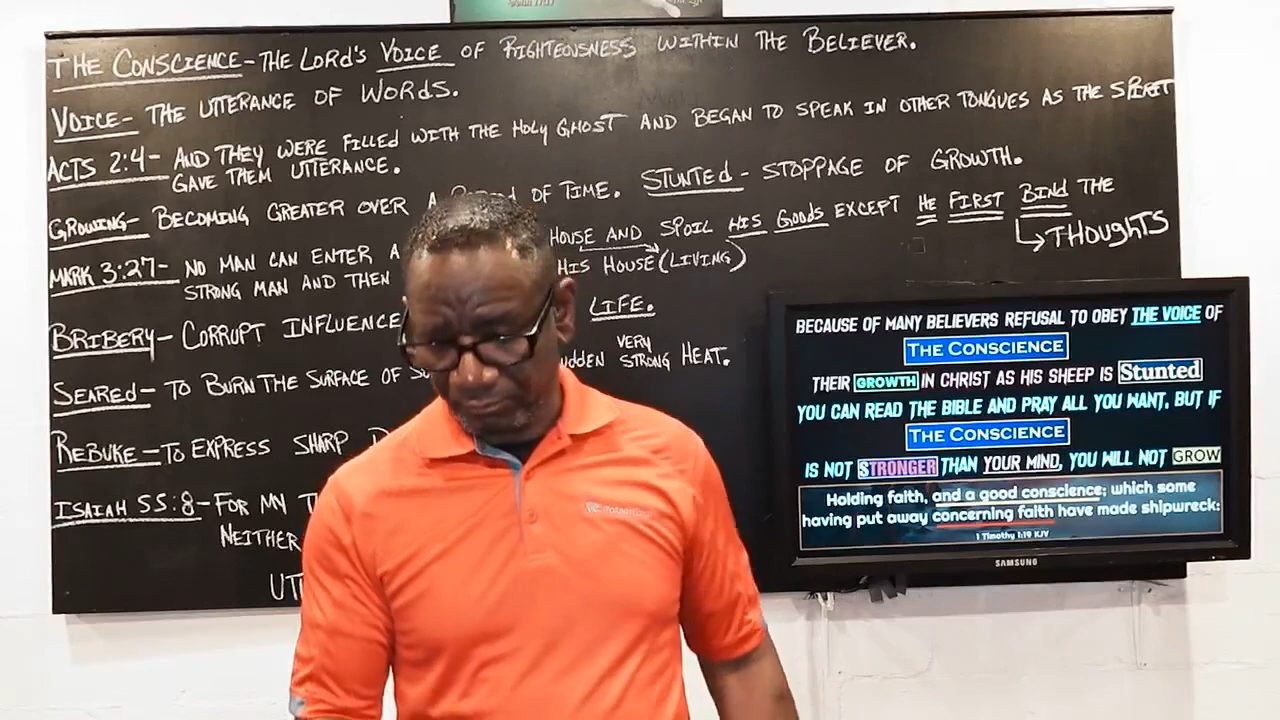 THE CONSCIENCE-THE LORD'S VOICE OF RIGHTEOUSNESS WITHIN THE BELIEVER.
VOICE- THE UTTERANCE OF WORDS.
ACTS 2:4- AND THEY WERE FILLED WITH THE HOLY GHOST AND BEGAN TO SPEAK IN OTHER TONGUES AS THE SPIRIT
GAVE THEM UTTERANCE.
GROWING- BECOMING GREATER OVER A OF TIME. STUNTED- STOPPAGE OF GROWTH.
MARK 3:27- NO MAN CAN ENTER A HOUSE AND SPOIL HIS GOODS EXCEPT HE FIRST BIND THE
THOUGHTS
STRONG MAN AND THEN HIS HOUSE (LIVING)
BRIBERY- CORRUPT INFLUENCE LIFE.
SEARED- TO BURN THE SURFACE OF VERY
STRONG HEAT.
REBUKE-TO EXPRESS SHARP
ISAIAH 55:8-FOR MY
NEITHER
BECAUSE OF MANY BELIEVERS REFUSAL TO OBEY THE VOICE OF
THE CONSCIENCE
THEIR GROWTH IN CHRIST AS HIS SHEEP IS Stunted
YOU CAN READ THE BIBLE AND PRAY ALL YOU WANT, BUT IF
THE CONSCIENCE
IS NOT STRONGER THAN YOUR MIND, YOU WILL NOT GROW
Holding faith, and a good conscience; which some
having put away concerning faith have made shipwreck:
1 Timothy 1:19 KJV
SAMSUNG